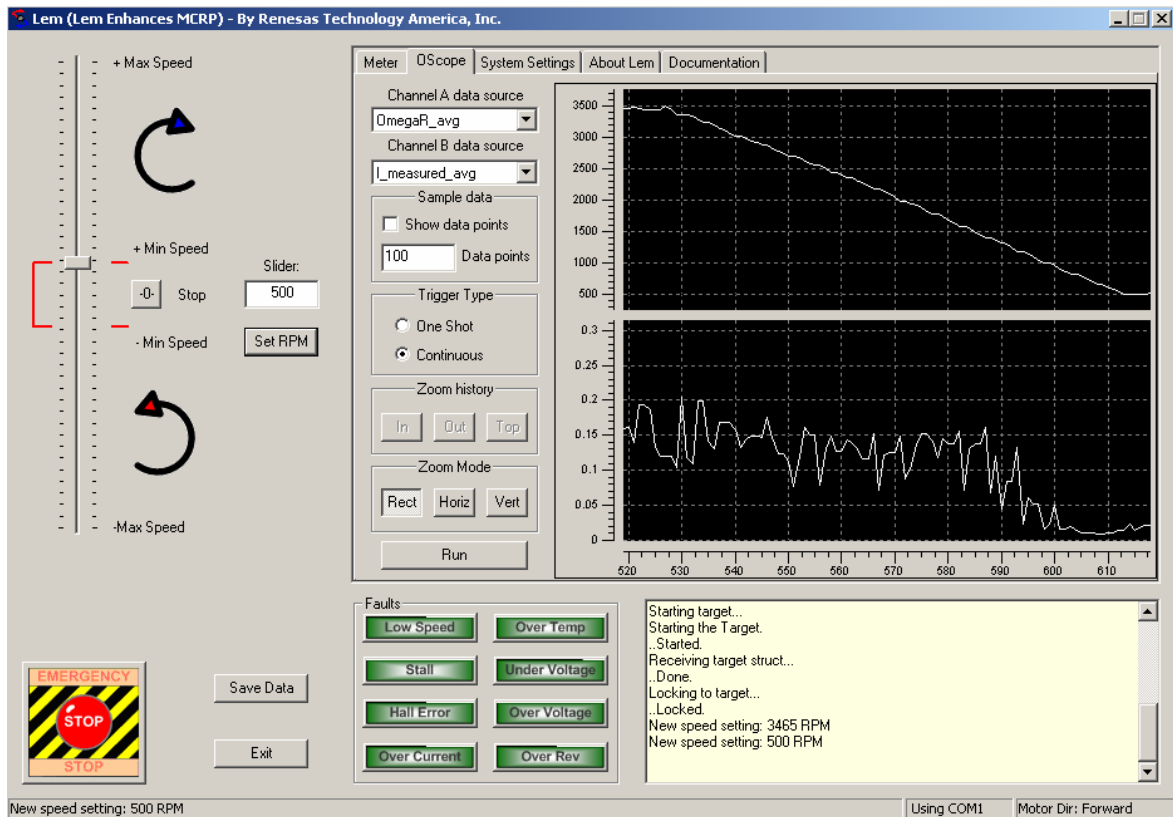 Lem (Lem Enhances MCRP) - By Renesas Technology America, Inc.
+ Max Speed
+ Min Speed
-0-
Stop
Slider:
500
- Min Speed
Set RPM
-Max Speed
EMERGENCY
STOP
STOP
Save Data
Exit
Meter
OScope
System Settings
About Lem
Documentation
Channel A data source
OmegaR_avg
Channel B data source
I_measured_avg
Sample data
Show data points
100
Data points
Trigger Type
One Shot
Continuous
Zoom history
In
Out
Top
Zoom Mode
Rect
Horiz
Vert
Run
3500
3000
2500
2000
1500
1000
500
0.3
0.25
0.2
0.15
0.1
0.05
0
520 530 540 550 560 570 580 590 600 610
Faults
Low Speed
Over Temp
Stall
Under Voltage
Hall Error
Over Voltage
Over Current
Over Rev
Starting target...
Starting the Target.
..Started.
Receiving target struct...
..Done.
Locking to target...
..Locked.
New speed setting: 3465 RPM
New speed setting: 500 RPM
New speed setting: 500 RPM
Using COM1
Motor Dir: Forward